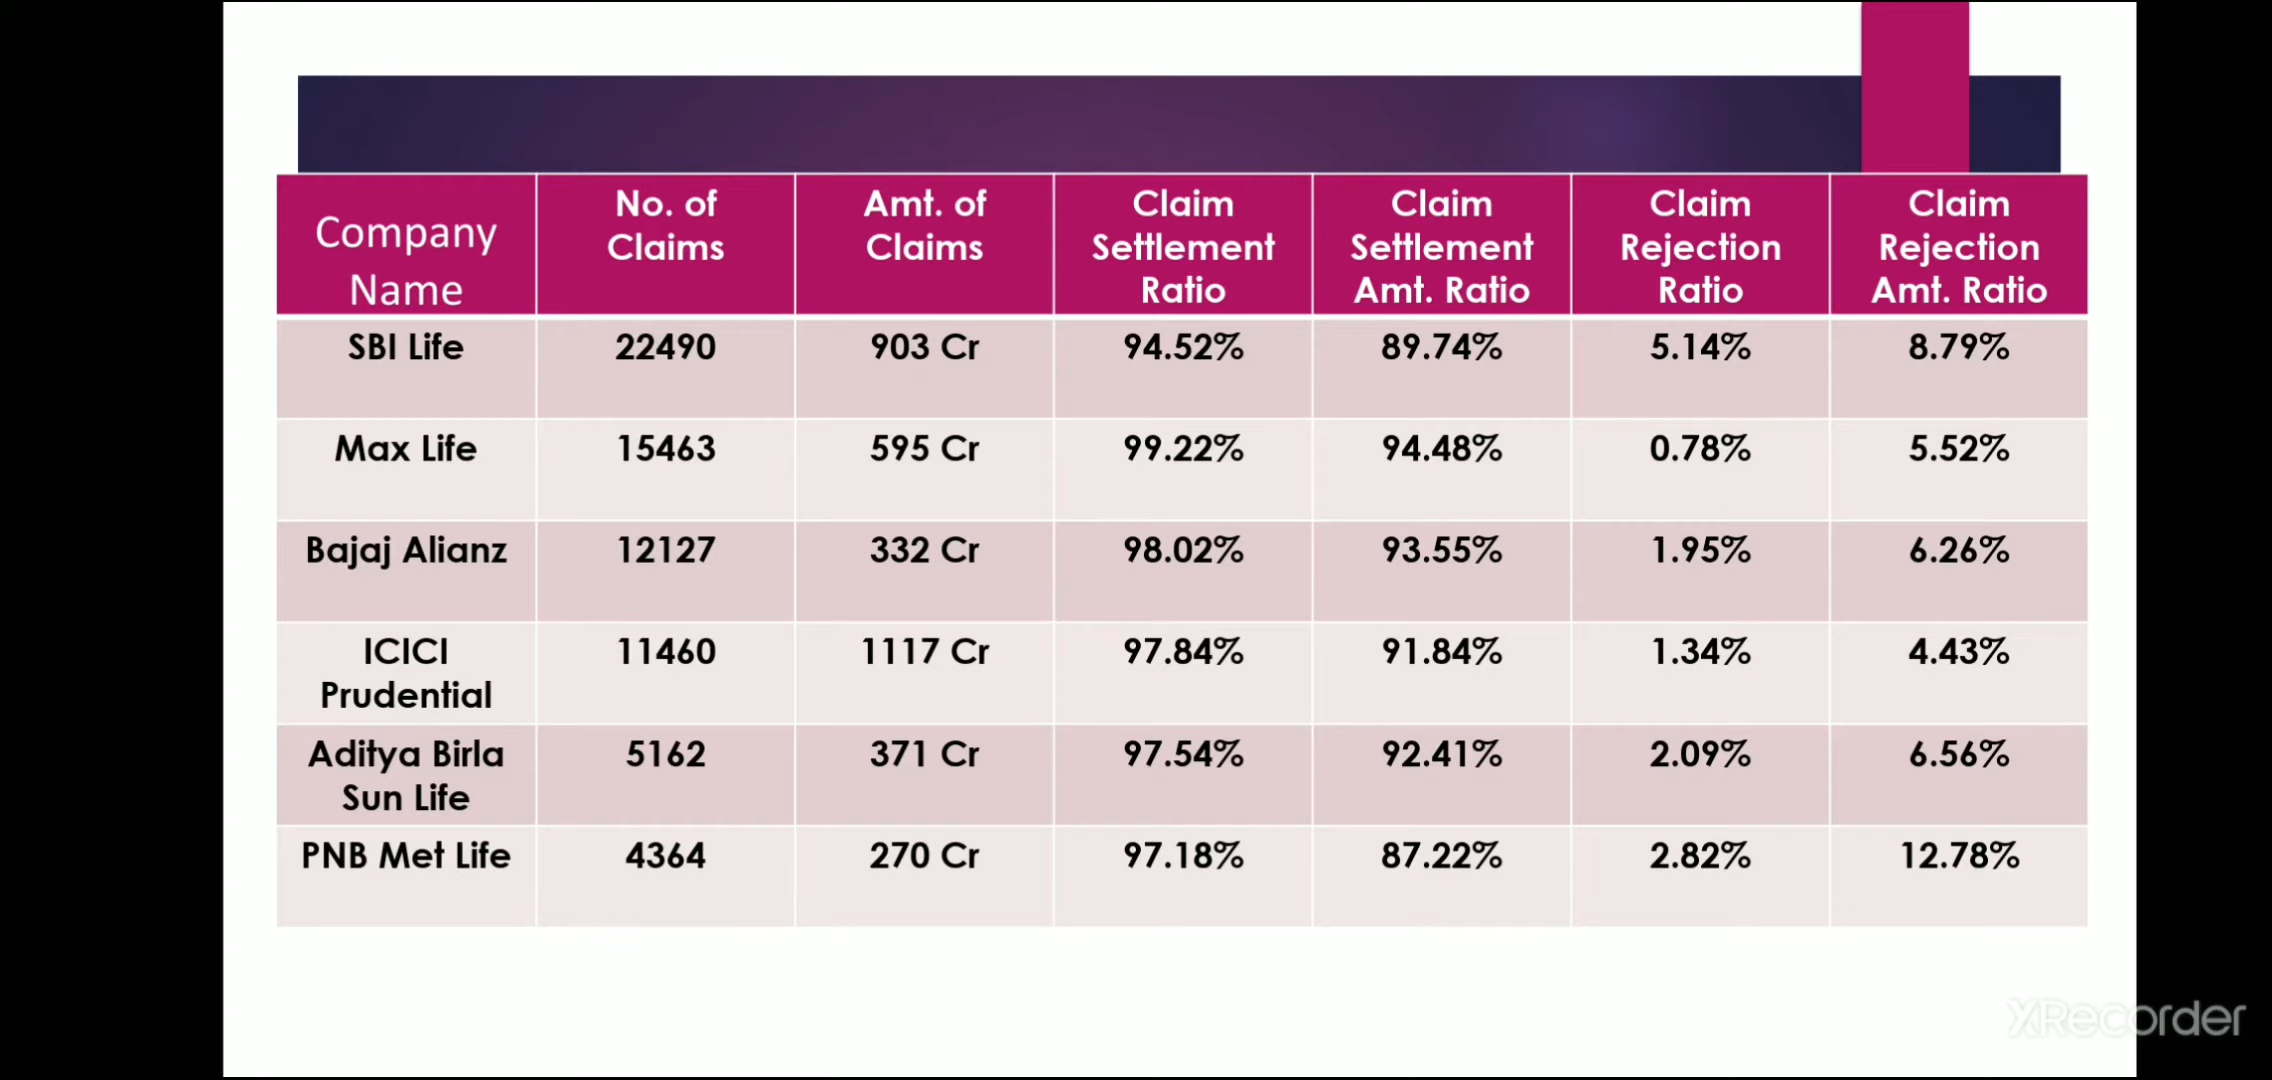 Company Name No. of Claims Amt. of Claims Claim Settlement Ratio Claim Settlement Amt. Ratio Claim Rejection Ratio Claim Rejection Amt. Ratio
SBI Life 22490 903 Cr 94.52% 89.74% 5.14% 8.79%
Max Life 15463 595 Cr 99.22% 94.48% 0.78% 5.52%
Bajaj Alianz 12127 332 Cr 98.02% 93.55% 1.95% 6.26%
ICICI Prudential 11460 1117 Cr 97.84% 91.84% 1.34% 4.43%
Aditya Birla Sun Life 5162 371 Cr 97.54% 92.41% 2.09% 6.56%
PNB Met Life 4364 270 Cr 97.18% 87.22% 2.82% 12.78%
XRecorder